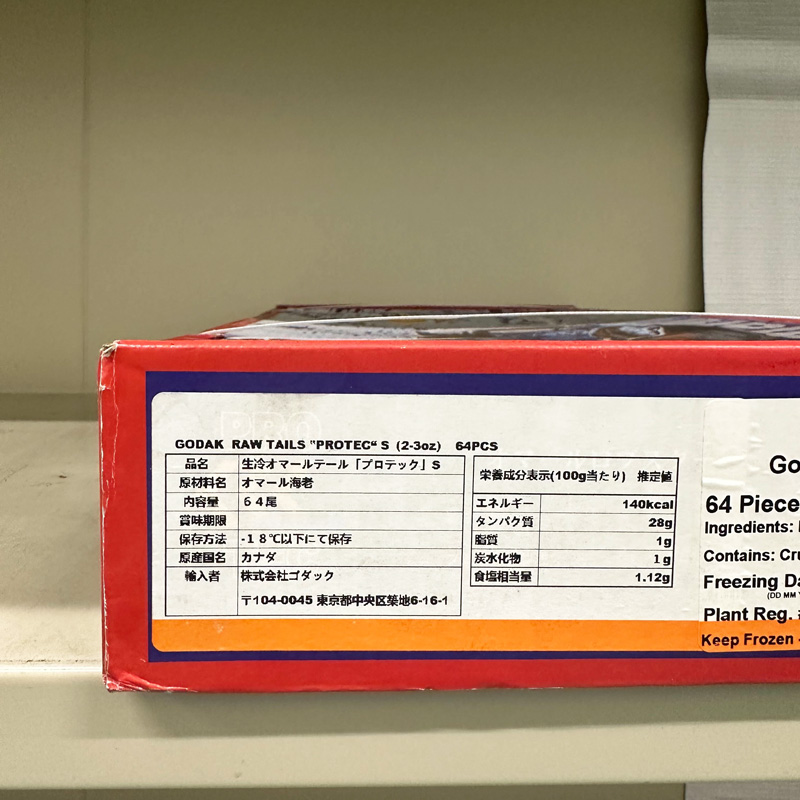 PRO
GODAK RAW TAILS "PROTEC" S (2-3oz) 64PCS
品名 生冷オマールテール「プロテック」S
原材料名 オマール海老
内容量 64尾
賞味期限
保存方法 -18℃以下にて保存
原産国名 カナダ
輸入者 株式会社ゴダック
〒104-0045 東京都中央区築地6-16-1
栄養成分表示(100g当たり) 推定値
エネルギー 140kcal
タンパク質 28g
脂質 1g
炭水化物 1g
食塩相当量 1.12g
Go
64 Piece
Ingredients:
Contains: Cru
Freezing Da
(DD MM Y
Plant Reg. #
Keep Frozen -